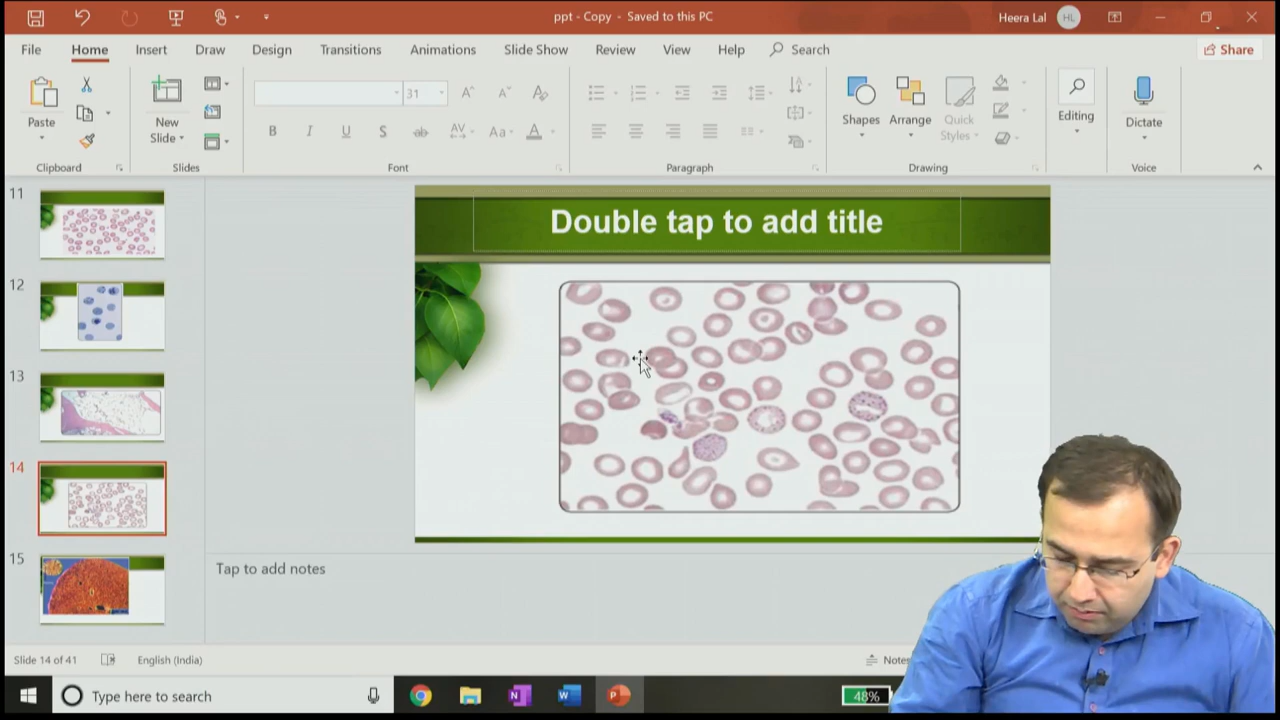 ppt - Copy - Saved to this PC
Heera Lal
HL
File
Home
Insert
Draw
Design
Transitions
Animations
Slide Show
Review
View
Help
Search
Share
Paste
New
Slide
31
B
I
U
S
ab
AV
Aa
A
Shapes
Arrange
Quick
Styles
Editing
Dictate
Clipboard
Slides
Font
Paragraph
Drawing
Voice
11
12
13
14
15
Double tap to add title
Tap to add notes
Slide 14 of 41
English (India)
Notes
Type here to search
48%